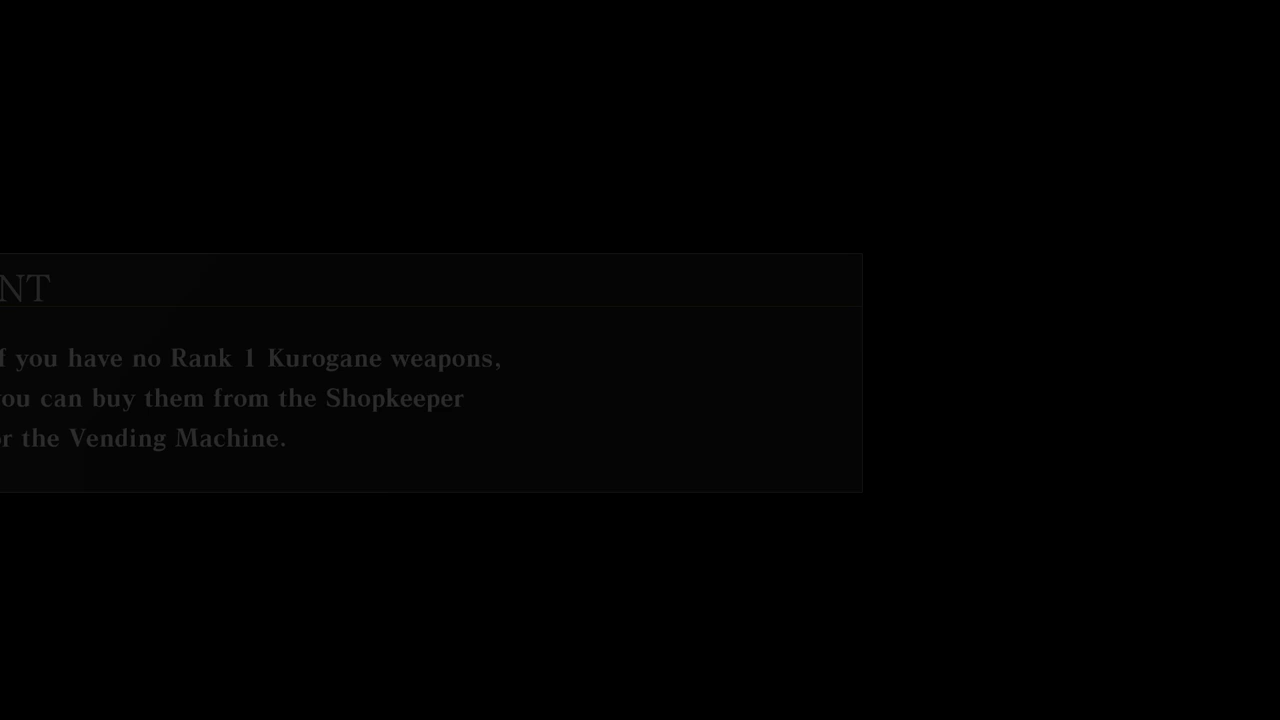 NT
f you have no Rank 1 Kurogane weapons,
ou can buy them from the Shopkeeper
r the Vending Machine.